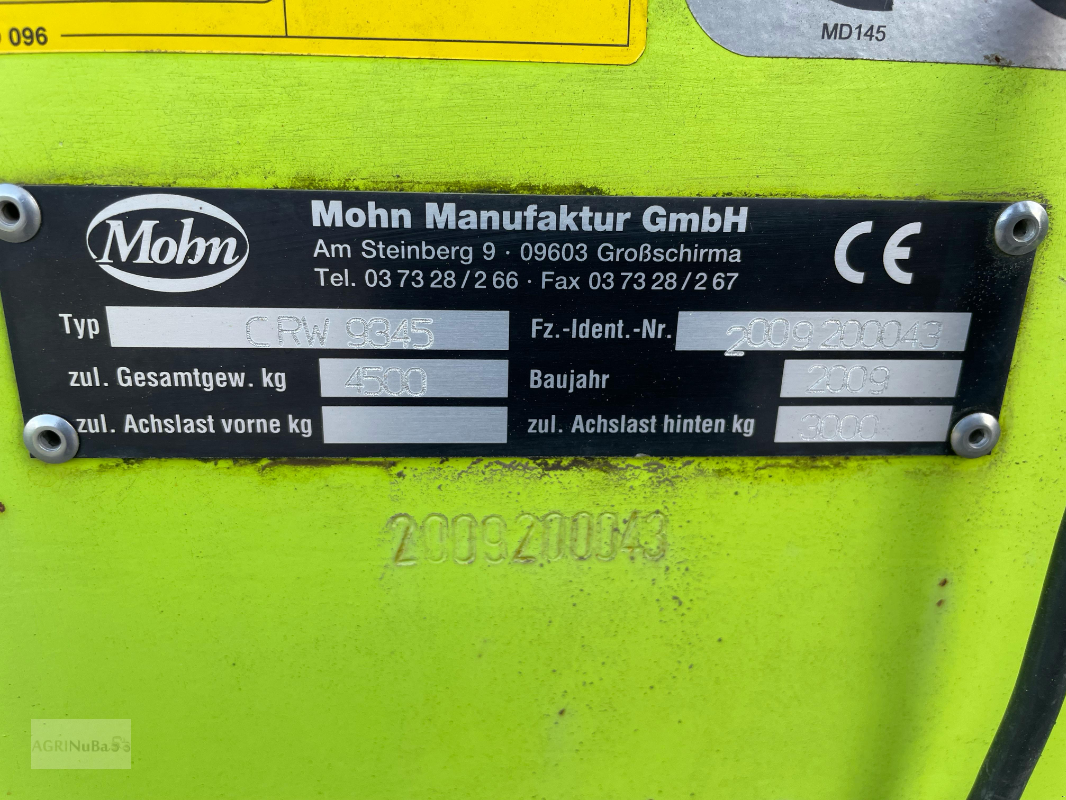 096
MD145
Mohn
Mohn Manufaktur GmbH
Am Steinberg 9 · 09603 Großschirma
Tel. 03 73 28 / 2 66 · Fax 03 73 28 / 2 67
CE
Typ CRW 9345 Fz.-Ident.-Nr. 2009200043
zul. Gesamtgew. kg 4500 Baujahr 2009
zul. Achslast vorne kg zul. Achslast hinten kg 3000
2009200043
AGRINuBa